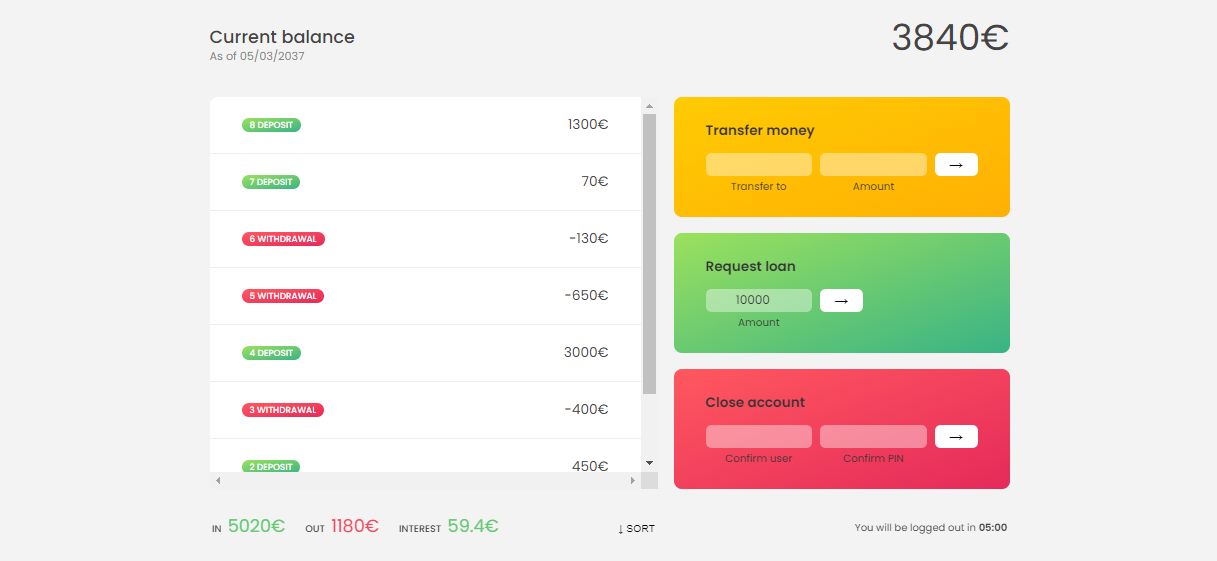 Current balance
As of 05/03/2037
3840€
8 DEPOSIT 1300€
7 DEPOSIT 70€
6 WITHDRAWAL -130€
5 WITHDRAWAL -650€
4 DEPOSIT 3000€
3 WITHDRAWAL -400€
2 DEPOSIT 450€
Transfer money
→
Transfer to Amount
Request loan
10000 →
Amount
Close account
→
Confirm user Confirm PIN
IN 5020€ OUT 1180€ INTEREST 59.4€ ↓ SORT
You will be logged out in 05:00